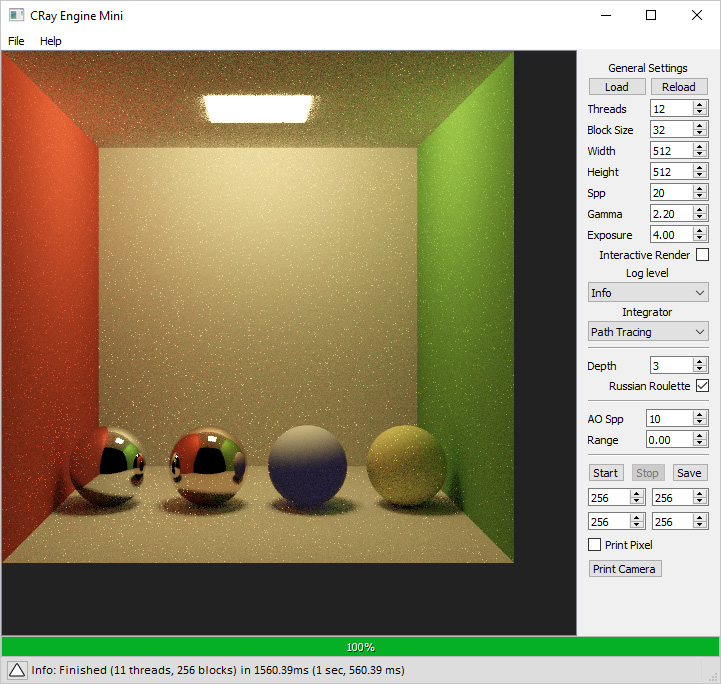 CRay Engine Mini
File Help
General Settings
Load Reload
Threads 12
Block Size 32
Width 512
Height 512
Spp 20
Gamma 2.20
Exposure 4.00
Interactive Render
Log level
Info
Integrator
Path Tracing
Depth 3
Russian Roulette
AO Spp 10
Range 0.00
Start Stop Save
256 256
256 256
Print Pixel
Print Camera
100%
Info: Finished (11 threads, 256 blocks) in 1560.39ms (1 sec, 560.39 ms)